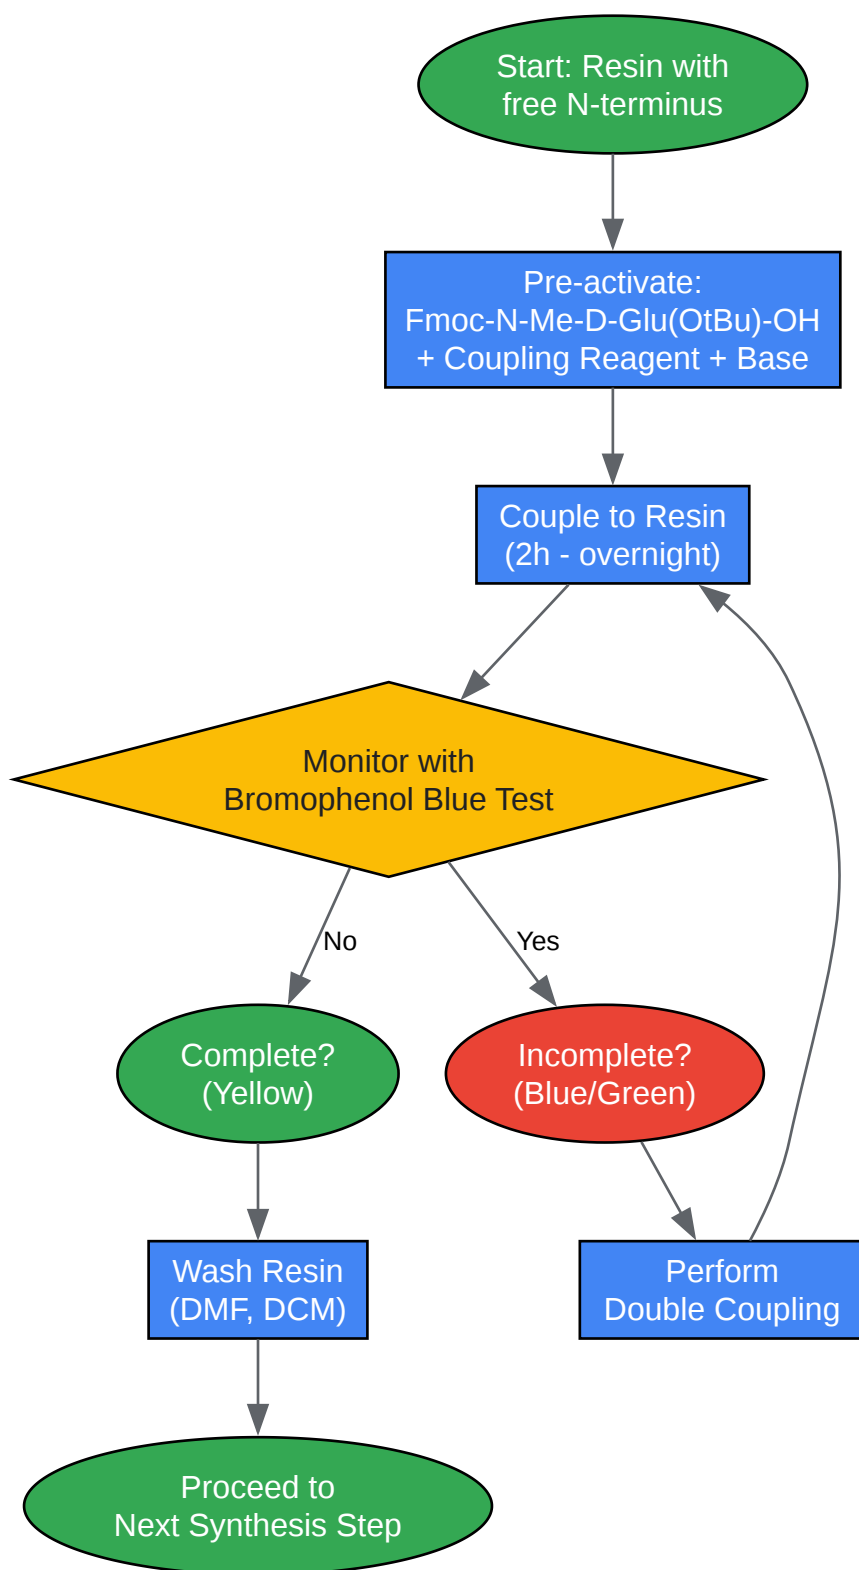 Start: Resin with
free N-terminus
Pre-activate:
Fmoc-N-Me-D-Glu(OtBu)-OH
+ Coupling Reagent + Base
Couple to Resin
(2h - overnight)
Monitor with
Bromophenol Blue Test
No
Yes
Complete?
(Yellow)
Incomplete?
(Blue/Green)
Wash Resin
(DMF, DCM)
Perform
Double Coupling
Proceed to
Next Synthesis Step